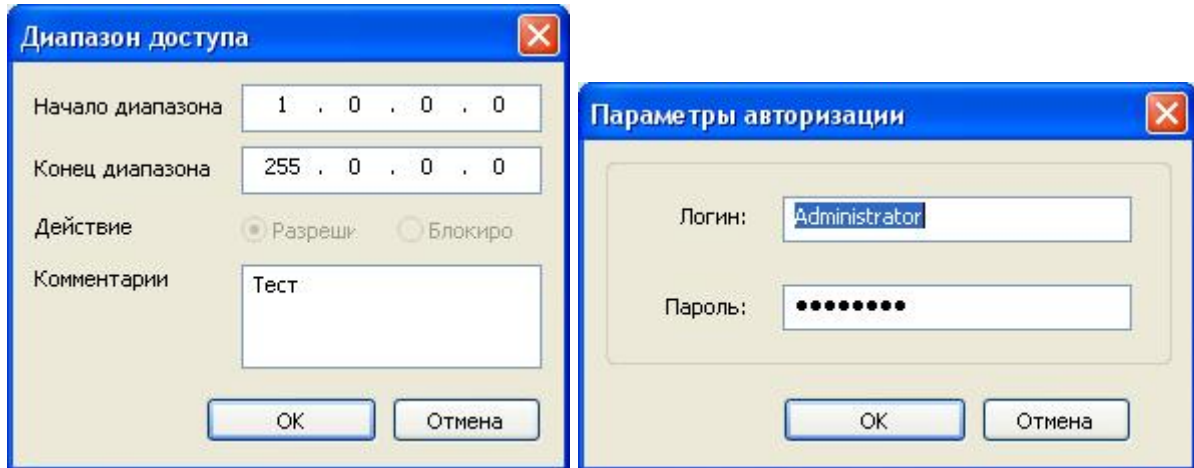 Диапазон доступа
Начало диапазона 1 . 0 . 0 . 0
Конец диапазона 255 . 0 . 0 . 0
Действие Разреши Блокиро
Комментарии Тест
OK Отмена
Параметры авторизации
Логин: Administrator
Пароль: ●●●●●●●●
OK Отмена